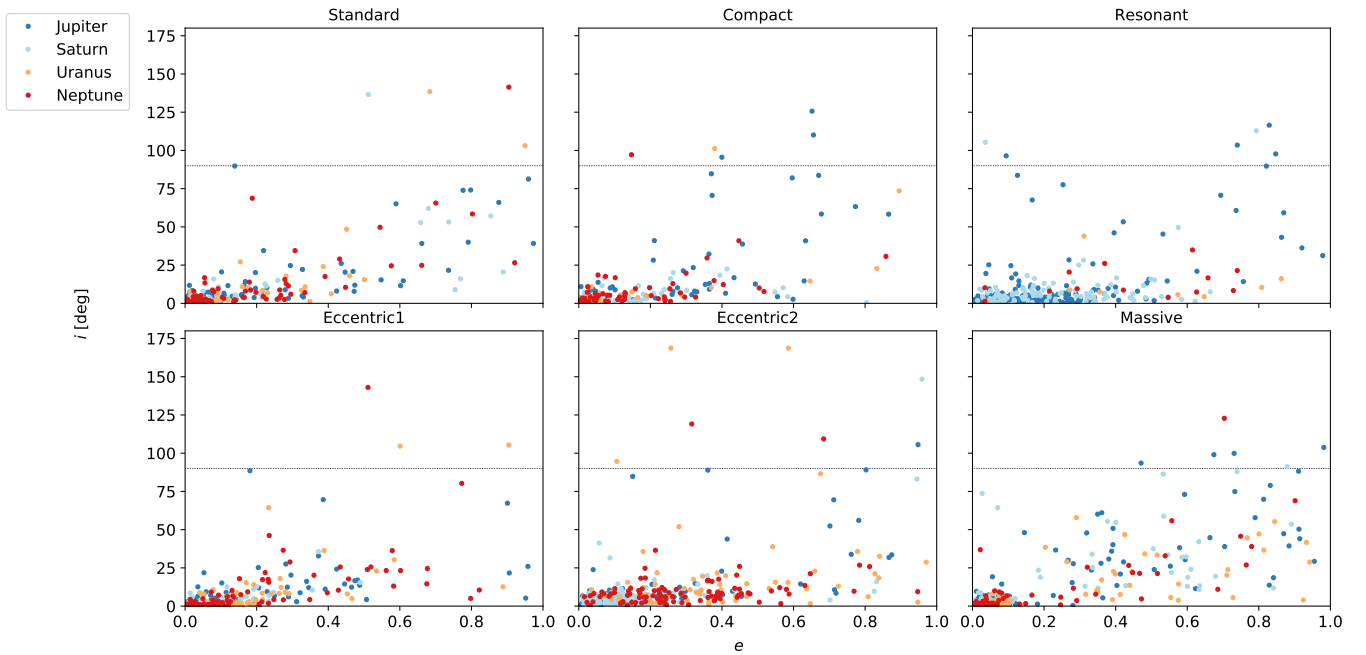 Standard
Compact
Resonant
Jupiter
Saturn
Uranus
Neptune
175
150
125
100
75
50
25
0
i [deg]
Eccentric1
Eccentric2
Massive
175
150
125
100
75
50
25
0
0.0 0.2 0.4 0.6 0.8 1.0
0.0 0.2 0.4 0.6 0.8 1.0
0.0 0.2 0.4 0.6 0.8 1.0
e